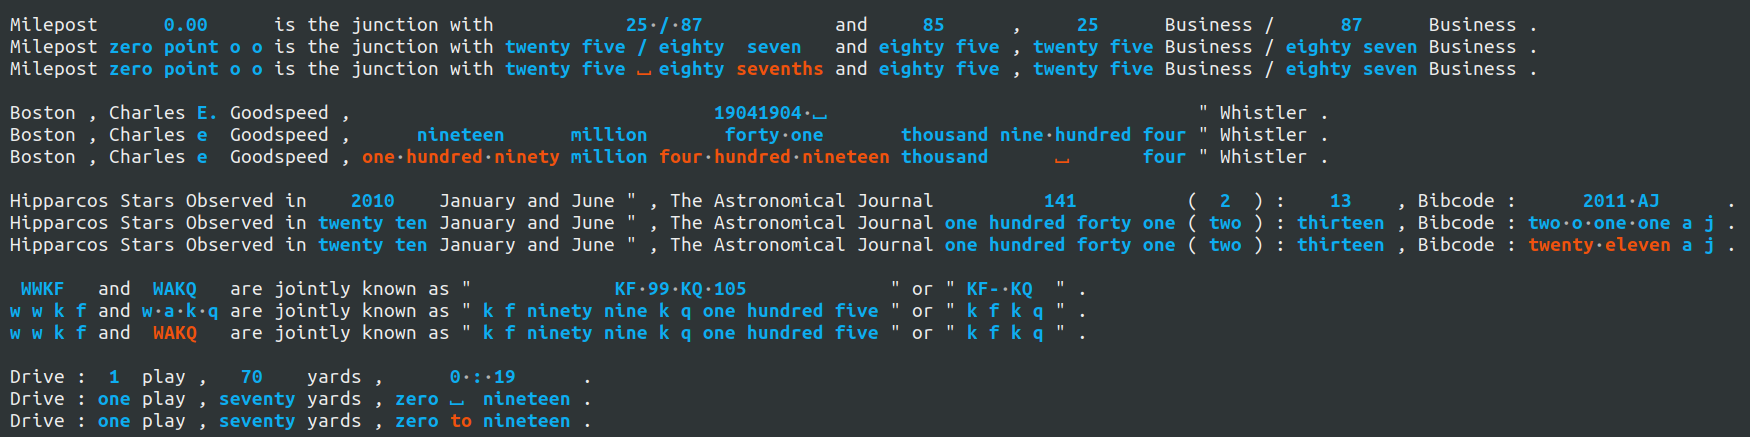 Milepost 0.00 is the junction with 25·/·87 and 85 , 25 Business / 87 Business .
Milepost zero point o o is the junction with twenty five / eighty seven and eighty five , twenty five Business / eighty seven Business .
Milepost zero point o o is the junction with twenty five ⎵ eighty sevenths and eighty five , twenty five Business / eighty seven Business .
Boston , Charles E. Goodspeed , 19041904·⎵ " Whistler .
Boston , Charles e Goodspeed , nineteen million forty·one thousand nine·hundred four " Whistler .
Boston , Charles e Goodspeed , one·hundred·ninety million four·hundred·nineteen thousand ⎵ four " Whistler .
Hipparcos Stars Observed in 2010 January and June " , The Astronomical Journal 141 ( 2 ) : 13 , Bibcode : 2011·AJ .
Hipparcos Stars Observed in twenty ten January and June " , The Astronomical Journal one hundred forty one ( two ) : thirteen , Bibcode : two·o·one·one a j .
Hipparcos Stars Observed in twenty ten January and June " , The Astronomical Journal one hundred forty one ( two ) : thirteen , Bibcode : twenty·eleven a j .
WWKF and WAKQ are jointly known as " KF·99·KQ·105 " or " KF-·KQ " .
w w k f and w·a·k·q are jointly known as " k f ninety nine k q one hundred five " or " k f k q " .
w w k f and WAKQ are jointly known as " k f ninety nine k q one hundred five " or " k f k q " .
Drive : 1 play , 70 yards , 0·:·19 .
Drive : one play , seventy yards , zero ⎵ nineteen .
Drive : one play , seventy yards , zero to nineteen .